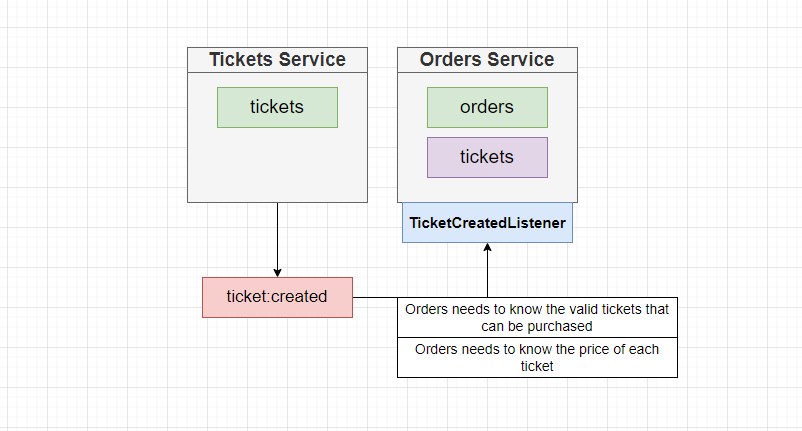 Tickets Service
Orders Service
tickets
orders
tickets
TicketCreatedListener
ticket:created
Orders needs to know the valid tickets that
can be purchased
Orders needs to know the price of each
ticket